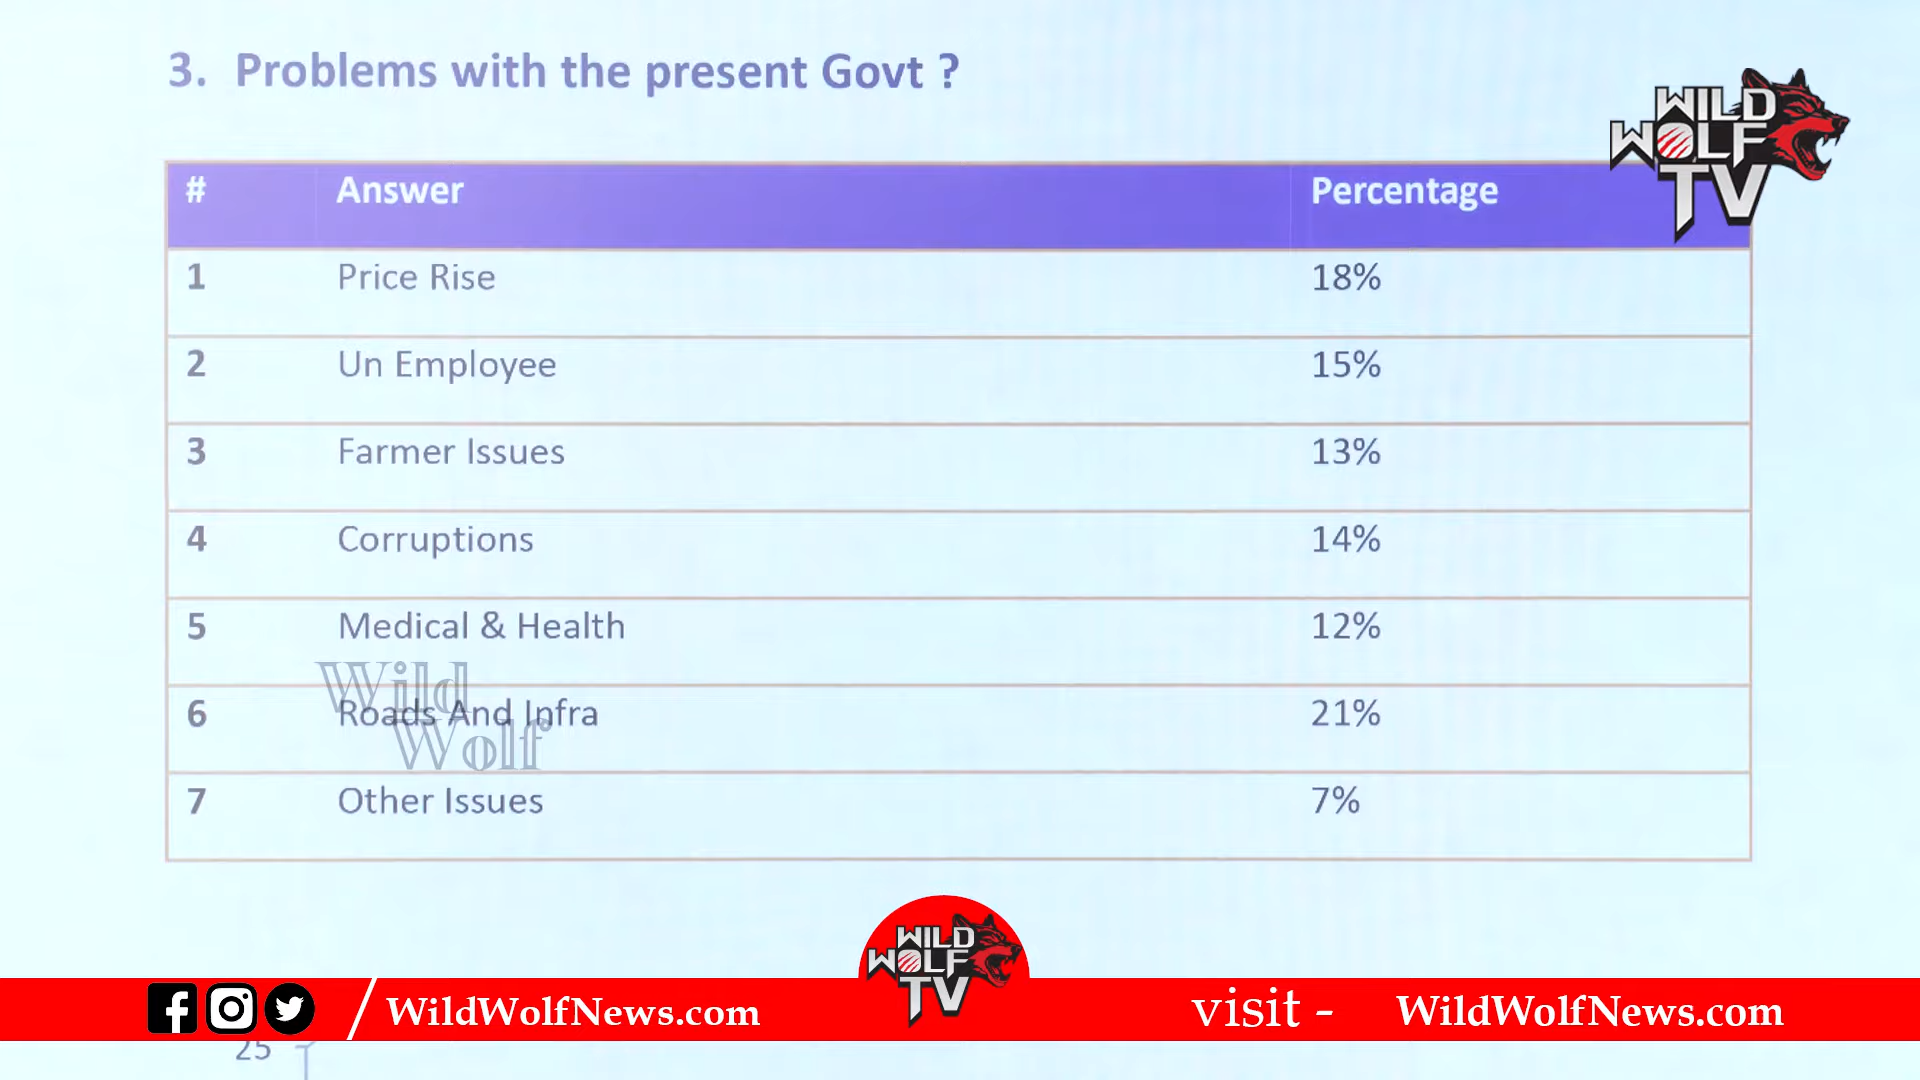 3. Problems with the present Govt ?
WILD
WOLF
TV
# Answer Percentage
1 Price Rise 18%
2 Un Employee 15%
3 Farmer Issues 13%
4 Corruptions 14%
5 Medical & Health 12%
Wild
6 Roads And Infra 21%
Wolf
7 Other Issues 7%
WILD
WOLF
TV
WildWolfNews.com visit - WildWolfNews.com
25